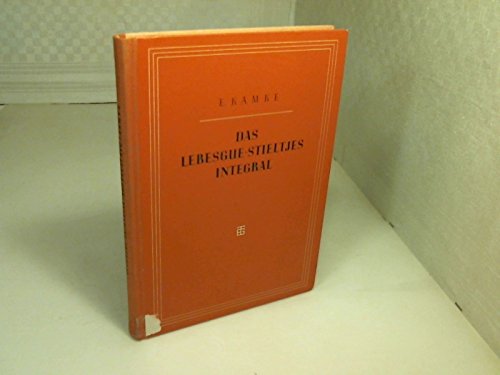 E. KAMKE
DAS
LEBESGUE-STIELTJES
INTEGRAL